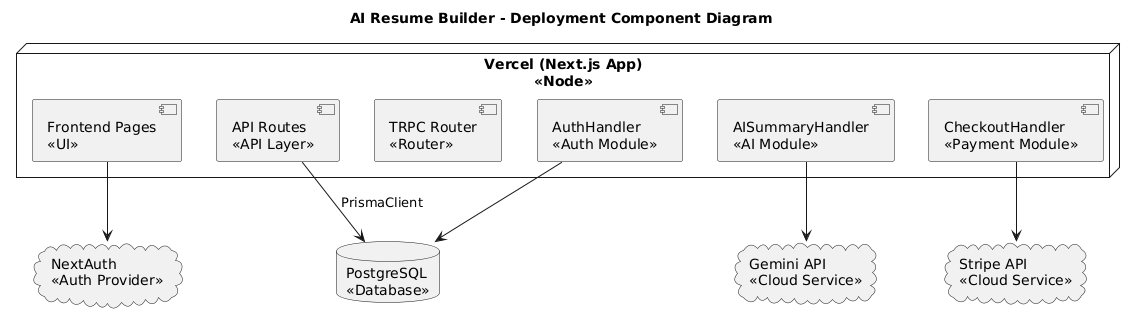 AI Resume Builder - Deployment Component Diagram
Vercel (Next.js App)
«Node»
Frontend Pages
«UI»
API Routes
«API Layer»
TRPC Router
«Router»
AuthHandler
«Auth Module»
AISummaryHandler
«AI Module»
CheckoutHandler
«Payment Module»
PrismaClient
NextAuth
«Auth Provider»
PostgreSQL
«Database»
Gemini API
«Cloud Service»
Stripe API
«Cloud Service»